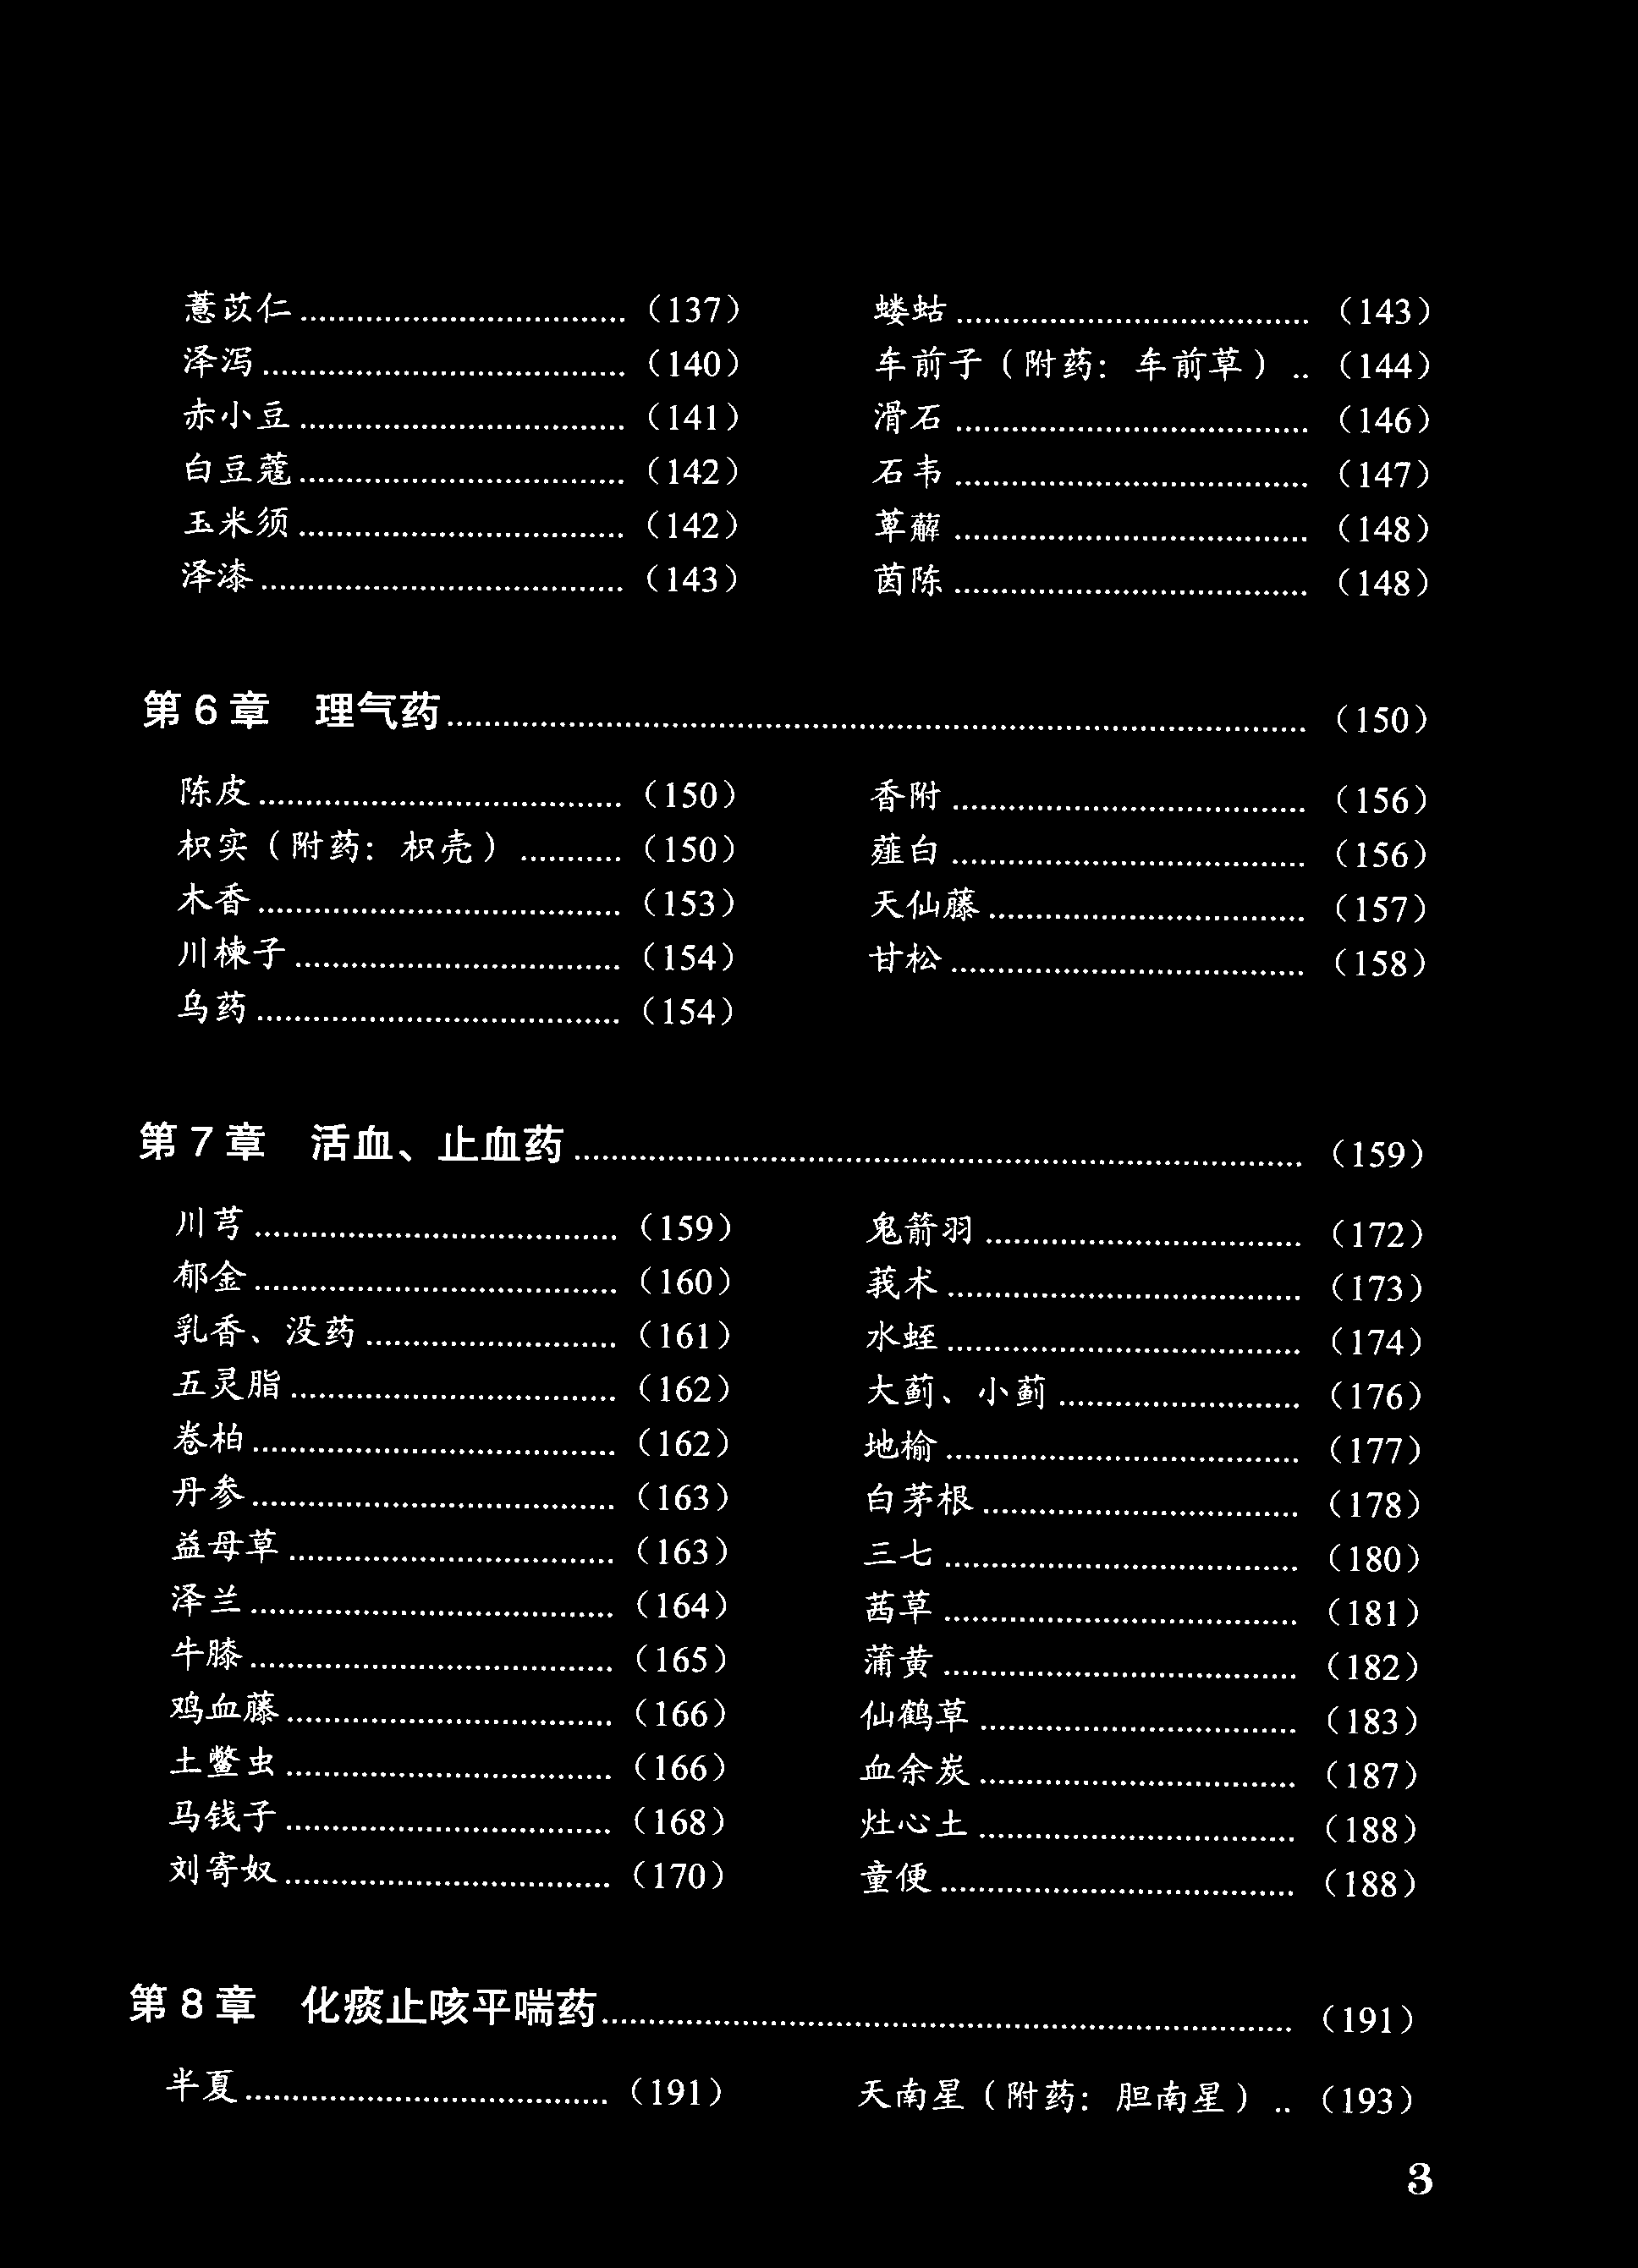 薏苡仁 (137)
泽泻 (140)
赤小豆 (141)
白豆蔻 (142)
玉米须 (142)
泽漆 (143)
蝼蛄 (143)
车前子（附药：车前草） (144)
滑石 (146)
石韦 (147)
萆薢 (148)
茵陈 (148)
第6章 理气药 (150)
陈皮 (150)
枳实（附药：枳壳） (150)
木香 (153)
川楝子 (154)
乌药 (154)
香附 (156)
薤白 (156)
天仙藤 (157)
甘松 (158)
第7章 活血、止血药 (159)
川芎 (159)
郁金 (160)
乳香、没药 (161)
五灵脂 (162)
卷柏 (162)
丹参 (163)
益母草 (163)
泽兰 (164)
牛膝 (165)
鸡血藤 (166)
土鳖虫 (166)
马钱子 (168)
刘寄奴 (170)
鬼箭羽 (172)
莪术 (173)
水蛭 (174)
大蓟、小蓟 (176)
地榆 (177)
白茅根 (178)
三七 (180)
茜草 (181)
蒲黄 (182)
仙鹤草 (183)
血余炭 (187)
灶心土 (188)
童便 (188)
第8章 化痰止咳平喘药 (191)
半夏 (191)
天南星（附药：胆南星） (193)
3